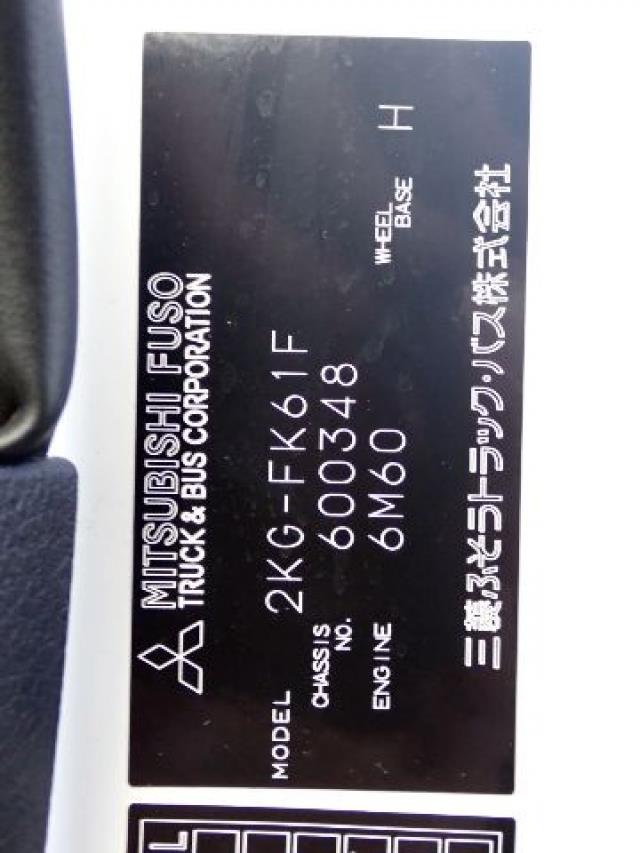 MITSUBISHI FUSO
TRUCK & BUS CORPORATION
MODEL 2KG-FK61F
CHASSIS NO. 600348
ENGINE 6M60 WHEEL BASE H
三菱ふそうトラック・バス株式会社